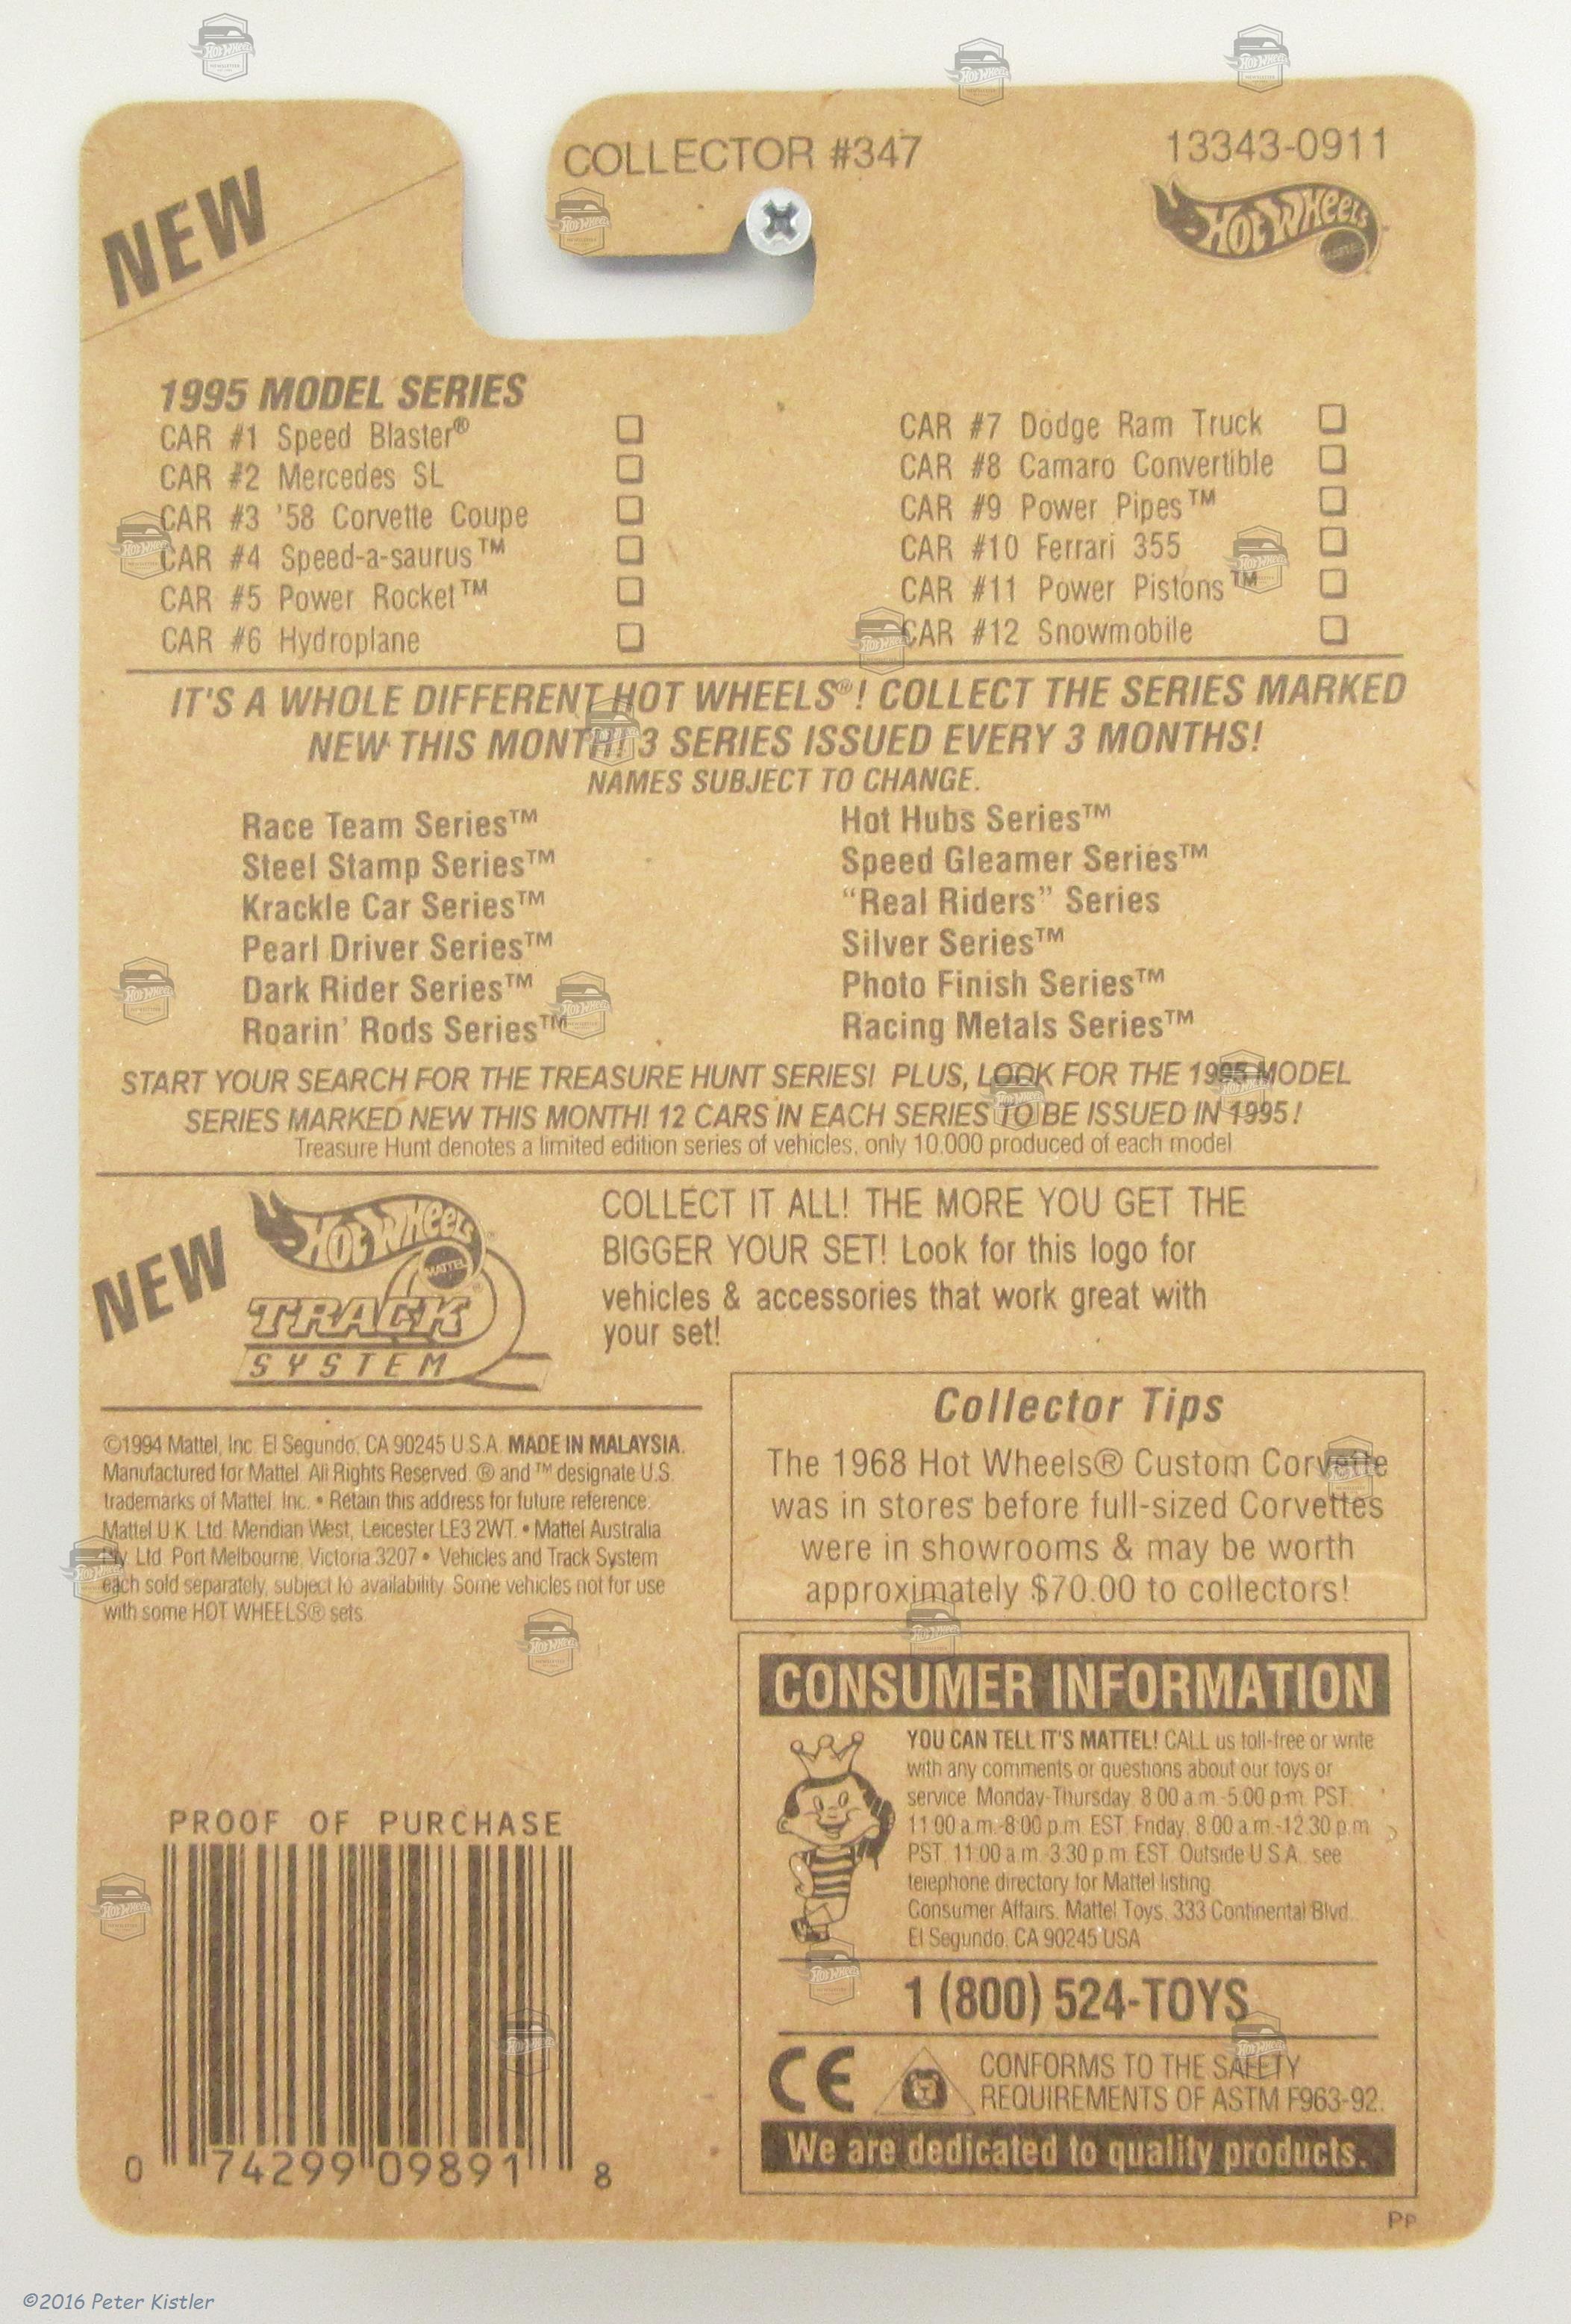 COLLECTOR #347
13343-0911
NEW
HOT WHEELS
MATTEL
1995 MODEL SERIES
CAR #1 Speed Blaster®
CAR #2 Mercedes SL
CAR #3 '58 Corvette Coupe
CAR #4 Speed-a-saurus™
CAR #5 Power Rocket™
CAR #6 Hydroplane
CAR #7 Dodge Ram Truck
CAR #8 Camaro Convertible
CAR #9 Power Pipes™
CAR #10 Ferrari 355
CAR #11 Power Pistons™
CAR #12 Snowmobile
IT'S A WHOLE DIFFERENT HOT WHEELS®! COLLECT THE SERIES MARKED
NEW THIS MONTH! 3 SERIES ISSUED EVERY 3 MONTHS!
NAMES SUBJECT TO CHANGE.
Race Team Series™
Steel Stamp Series™
Krackle Car Series™
Pearl Driver Series™
Dark Rider Series™
Roarin' Rods Series™
Hot Hubs Series™
Speed Gleamer Series™
“Real Riders” Series
Silver Series™
Photo Finish Series™
Racing Metals Series™
START YOUR SEARCH FOR THE TREASURE HUNT SERIES! PLUS, LOOK FOR THE 1995 MODEL
SERIES MARKED NEW THIS MONTH! 12 CARS IN EACH SERIES TO BE ISSUED IN 1995!
Treasure Hunt denotes a limited edition series of vehicles, only 10,000 produced of each model
NEW
HOT WHEELS
MATTEL
TRACK
SYSTEM
COLLECT IT ALL! THE MORE YOU GET THE
BIGGER YOUR SET! Look for this logo for
vehicles & accessories that work great with
your set!
©1994 Mattel, Inc. El Segundo, CA 90245 U.S.A. MADE IN MALAYSIA.
Manufactured for Mattel. All Rights Reserved. ® and ™ designate U.S.
trademarks of Mattel, Inc. • Retain this address for future reference:
Mattel U.K. Ltd. Meridian West, Leicester LE3 2WT. • Mattel Australia
Pty. Ltd. Port Melbourne, Victoria 3207 • Vehicles and Track System
each sold separately, subject to availability. Some vehicles not for use
with some HOT WHEELS® sets.
Collector Tips
The 1968 Hot Wheels® Custom Corvette
was in stores before full-sized Corvettes
were in showrooms & may be worth
approximately $70.00 to collectors!
CONSUMER INFORMATION
YOU CAN TELL IT'S MATTEL! CALL us toll-free or write
with any comments or questions about our toys or
service. Monday-Thursday, 8:00 a.m.-5:00 p.m. PST;
11:00 a.m.-8:00 p.m. EST. Friday, 8:00 a.m.-12:30 p.m.
PST, 11:00 a.m.-3:30 p.m. EST. Outside U.S.A., see
telephone directory for Mattel listing.
Consumer Affairs, Mattel Toys, 333 Continental Blvd.,
El Segundo, CA 90245 USA
1 (800) 524-TOYS
CE
CONFORMS TO THE SAFETY
REQUIREMENTS OF ASTM F963-92.
We are dedicated to quality products.
PP
PROOF OF PURCHASE
0 74299 09891 8
©2016 Peter Kistler